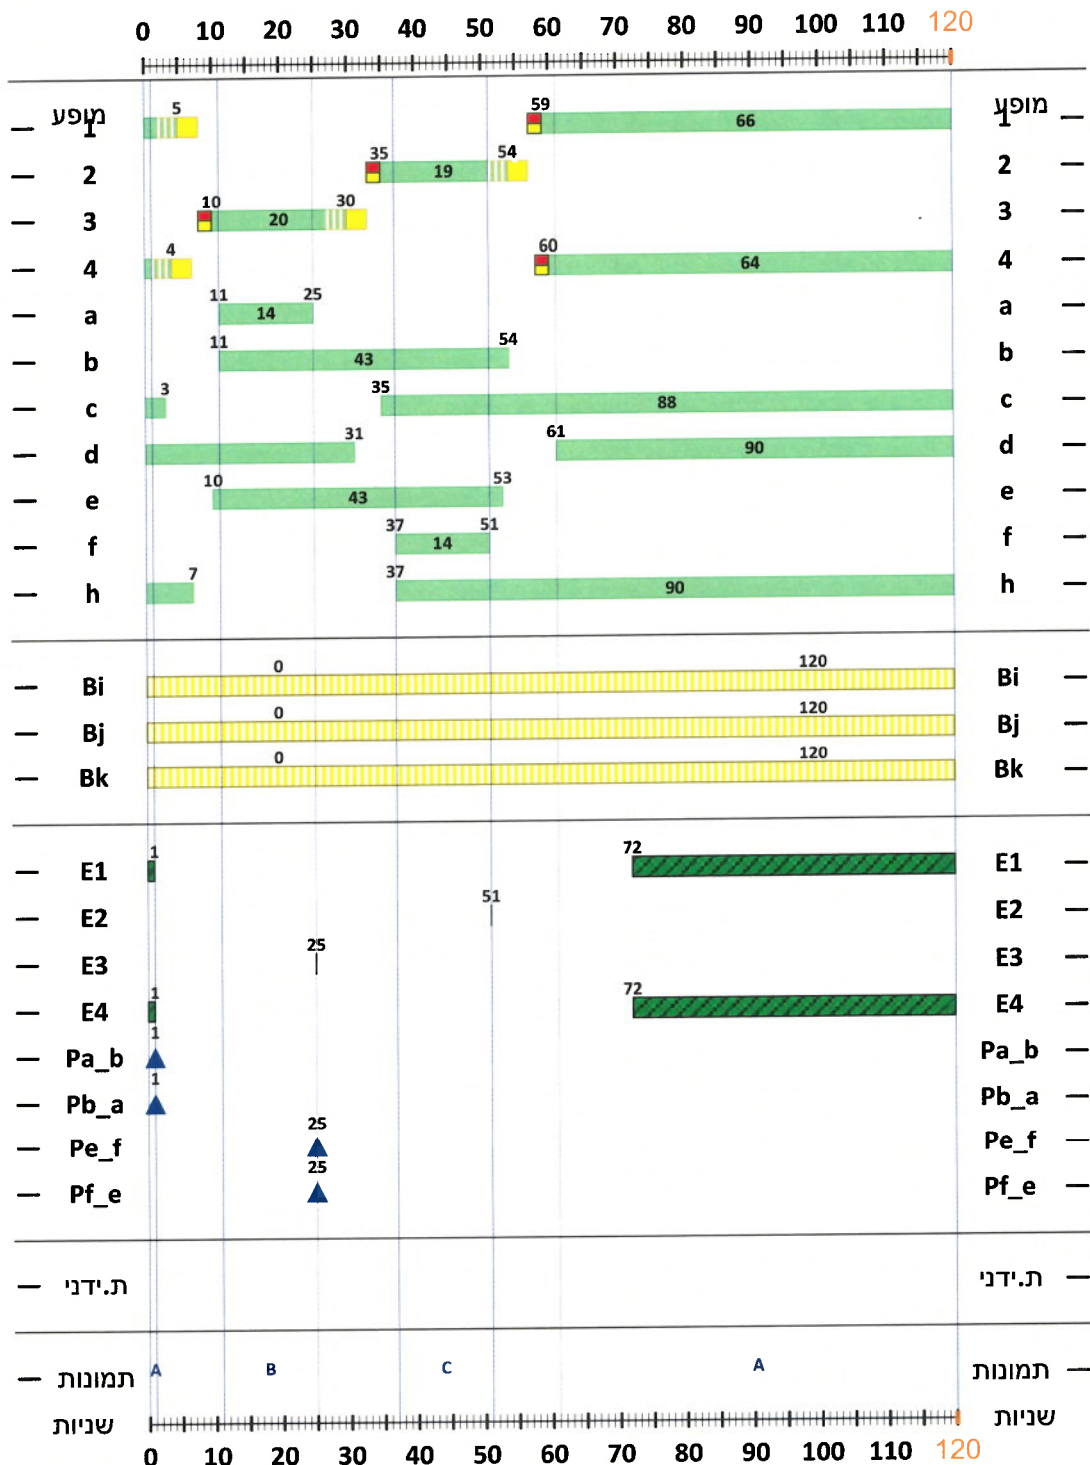 0 10 20 30 40 50 60 70 80 90 100 110 120
מופע 5 59 מופע
1 66 1
35 54
2 19 2
10 30
3 20 3
4 60
4 64 4
11 25
a 14 a
11 54
b 43 b
3 35
c 88 c
31 61
d 90 d
10 53
e 43 e
37 51
f 14 f
7 37
h 90 h
0 120
Bi Bi
0 120
Bj Bj
0 120
Bk Bk
1 72
E1 E1
51
E2 E2
25
E3 E3
1 72
E4 E4
1
Pa_b Pa_b
1
Pb_a Pb_a
25
Pe_f Pe_f
25
Pf_e Pf_e
ת.ידני ת.ידני
תמונות A B C A תמונות
שניות שניות
0 10 20 30 40 50 60 70 80 90 100 110 120